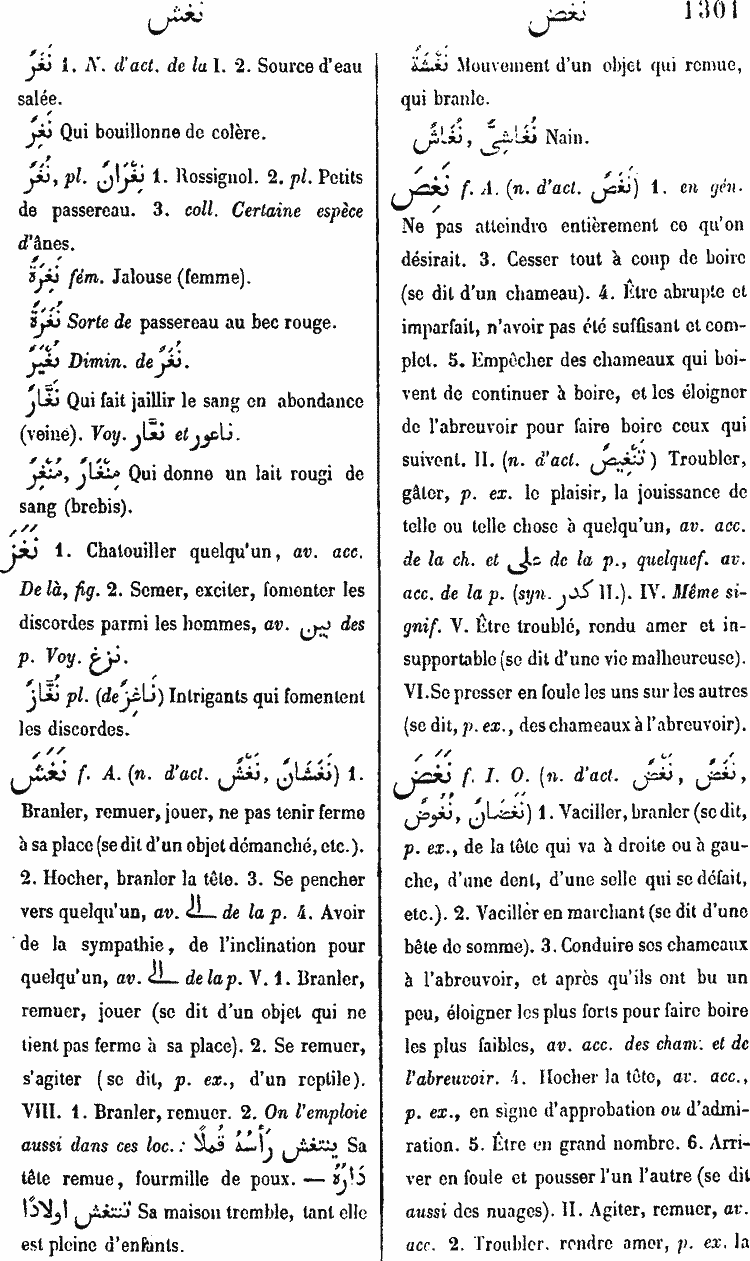 نغش
نغض 1301
نَغْرٌ 1. N. d'act. de la I. 2. Source d'eau
salée.
نَغِرٌ Qui bouillonne de colère.
نُغَرٌ, pl. نِغْرَانٌ 1. Rossignol. 2. pl. Petits
de passereau. 3. coll. Certaine espèce
d'ânes.
نَغِرَةٌ fém. Jalouse (femme).
نُغَرَةٌ Sorte de passereau au bec rouge.
نُغَيْرٌ Dimin. de نُغَرٌ.
نَغَّارٌ Qui fait jaillir le sang en abondance
(veine). Voy. نعّار et ناعور.
مِنْغَارٌ, مُنْغِرٌ Qui donne un lait rougi de
sang (brebis).
نَغَزَ 1. Chatouiller quelqu'un, av. acc.
De là, fig. 2. Semer, exciter, fomenter les
discordes parmi les hommes, av. بين des
p. Voy. نزغ.
نُغَّازٌ pl. (de نَاغِزٌ) Intrigants qui fomentent
les discordes.
نَغَشَ f. A. (n. d'act. نَغْشٌ, نَغَشَانٌ) 1.
Branler, remuer, jouer, ne pas tenir ferme
à sa place (se dit d'un objet démanché, etc.).
2. Hocher, branler la tête. 3. Se pencher
vers quelqu'un, av. الى de la p. 4. Avoir
de la sympathie, de l'inclination pour
quelqu'un, av. الى de la p. V. 1. Branler,
remuer, jouer (se dit d'un objet qui ne
tient pas ferme à sa place). 2. Se remuer,
s'agiter (se dit, p. ex., d'un reptile).
VIII. 1. Branler, remuer. 2. On l'emploie
aussi dans ces loc.: ينتغش رَأْسُهُ قَملًا Sa
tête remue, fourmille de poux. — دَارُهُ
تنتغش اولادًا Sa maison tremble, tant elle
est pleine d'enfants.
نَغْشَةٌ Mouvement d'un objet qui remue,
qui branle.
نُغَاشِىٌّ, نُغَاشٌ Nain.
نَغِصَ f. A. (n. d'act. نَغَصٌ) 1. en gén.
Ne pas atteindre entièrement ce qu'on
désirait. 3. Cesser tout à coup de boire
(se dit d'un chameau). 4. Être abrupte et
imparfait, n'avoir pas été suffisant et com-
plet. 5. Empêcher des chameaux qui boi-
vent de continuer à boire, et les éloigner
de l'abreuvoir pour faire boire ceux qui
suivent. II. (n. d'act. تَنْغِيصٌ) Troubler,
gâter, p. ex. le plaisir, la jouissance de
telle ou telle chose à quelqu'un, av. acc.
de la ch. et على de la p., quelquef. av.
acc. de la p. (syn. كدر II.). IV. Même si-
gnif. V. Être troublé, rendu amer et in-
supportable (se dit d'une vie malheureuse).
VI. Se presser en foule les uns sur les autres
(se dit, p. ex., des chameaux à l'abreuvoir).
نَغَضَ f. I. O. (n. d'act. نَغْضٌ, نَغَضٌ,
نَغَضَانٌ, نُغُوضٌ) 1. Vaciller, branler (se dit,
p. ex., de la tête qui va à droite ou à gau-
che, d'une dent, d'une selle qui se défait,
etc.). 2. Vaciller en marchant (se dit d'une
bête de somme). 3. Conduire ses chameaux
à l'abreuvoir, et après qu'ils ont bu un
peu, éloigner les plus forts pour faire boire
les plus faibles, av. acc. des cham. et de
l'abreuvoir. 4. Hocher la tête, av. acc.,
p. ex., en signe d'approbation ou d'admi-
ration. 5. Être en grand nombre. 6. Arri-
ver en foule et pousser l'un l'autre (se dit
aussi des nuages). II. Agiter, remuer, av.
acc. 2. Troubler, rendre amer, p. ex. la